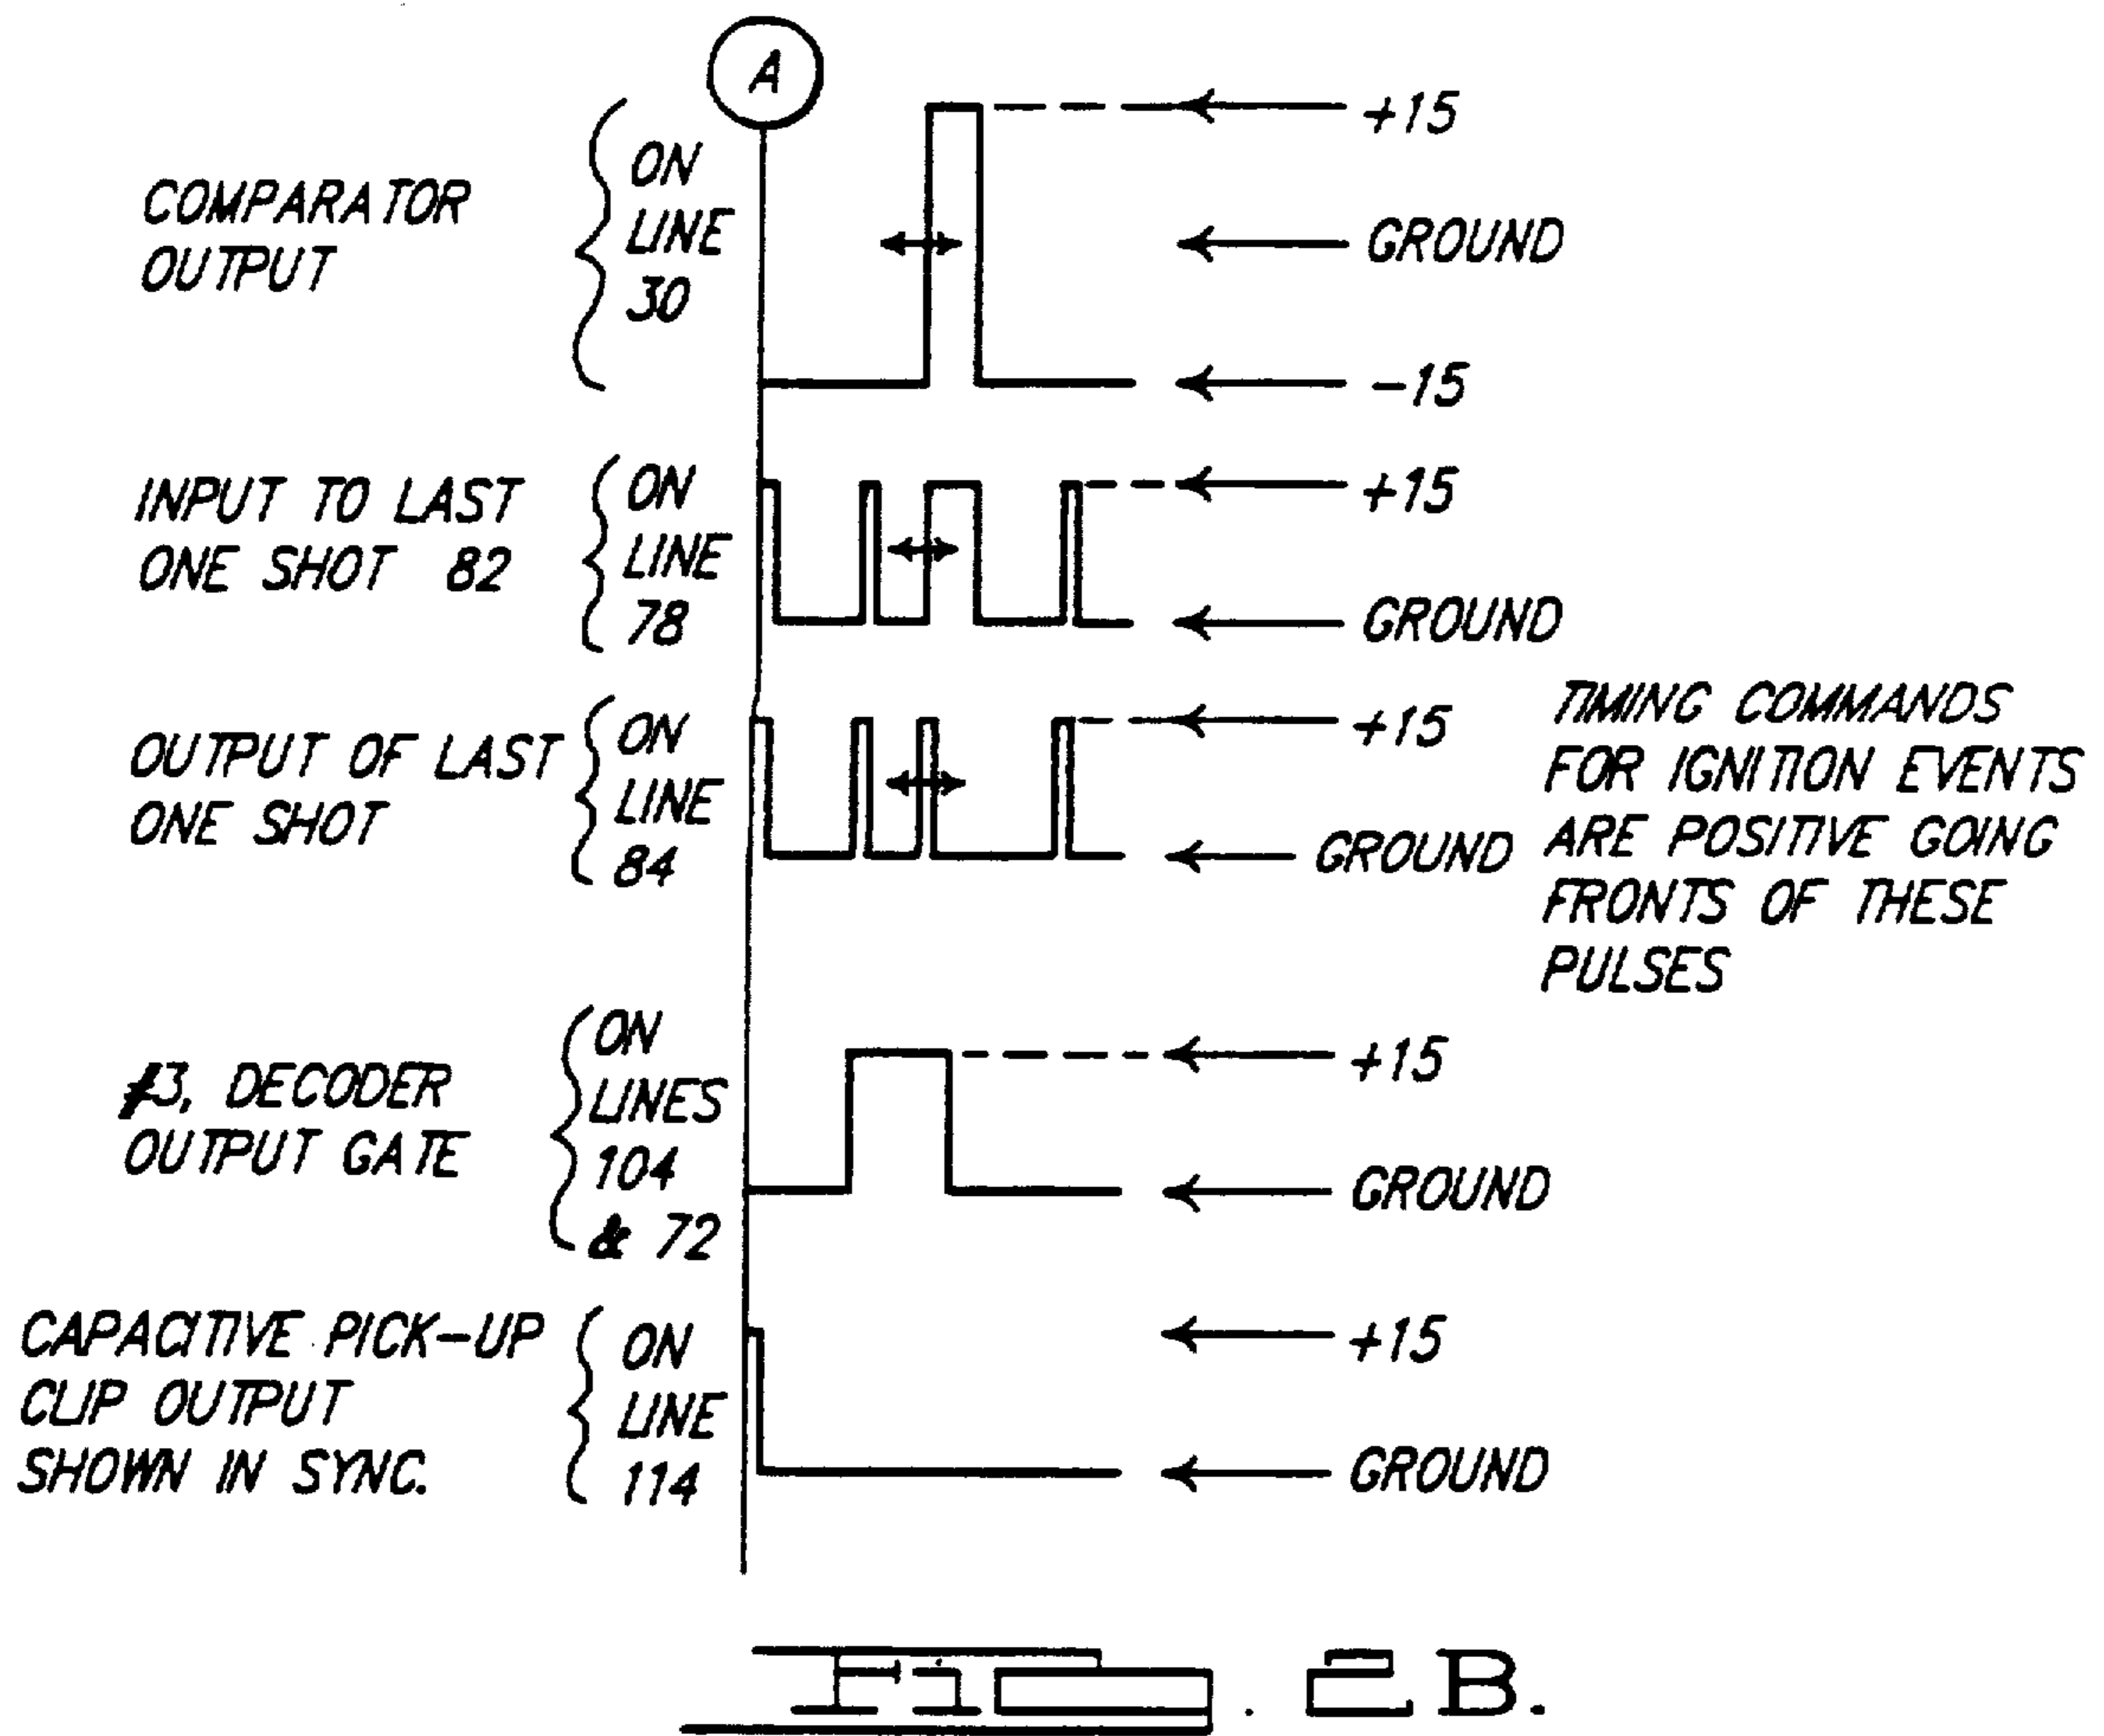 A
COMPARATOR
OUTPUT
ON
LINE
30
+15
GROUND
-15
INPUT TO LAST
ONE SHOT 82
ON
LINE
78
+15
GROUND
OUTPUT OF LAST
ONE SHOT
ON
LINE
84
+15
GROUND
TIMING COMMANDS
FOR IGNITION EVENTS
ARE POSITIVE GOING
FRONTS OF THESE
PULSES
#3, DECODER
OUTPUT GATE
ON
LINES
104
& 72
+15
GROUND
CAPACITIVE PICK-UP
CLIP OUTPUT
SHOWN IN SYNC.
ON
LINE
114
+15
GROUND
Fig. 2B.